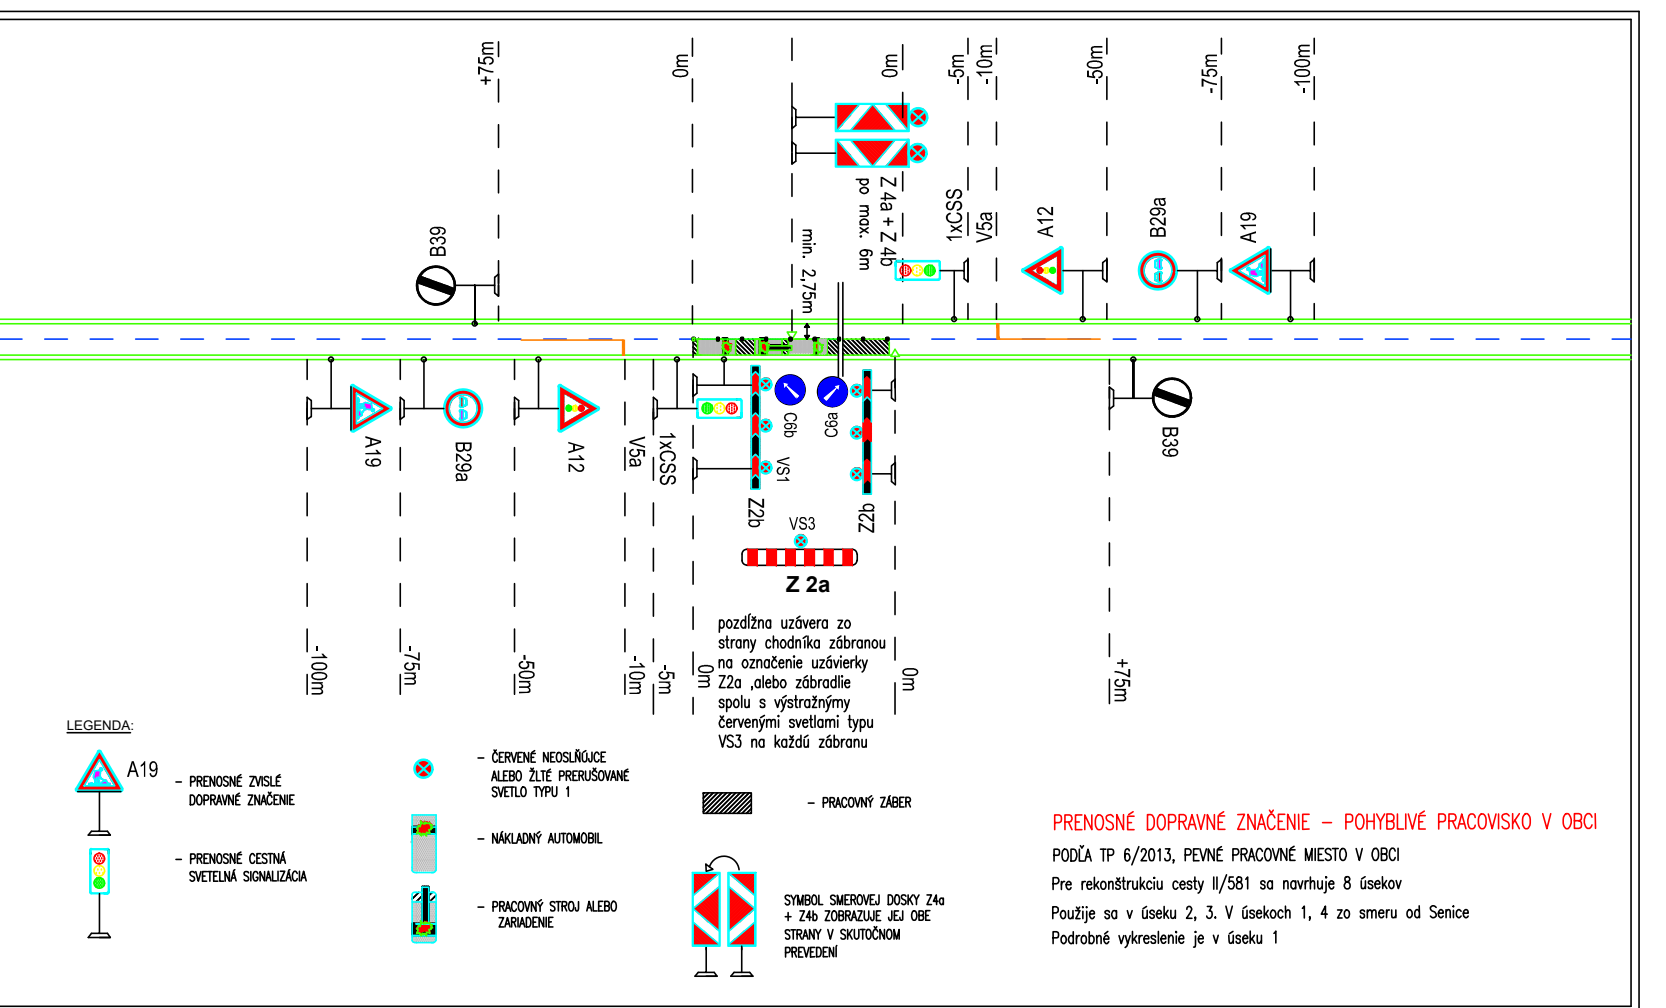 +75m
0m
0m
-5m
-10m
-50m
-75m
-100m
Z 4a + Z 4b
po max. 6m
1xCSS
V5a
A12
B29a
A19
B39
min. 2,75m
A19
B29a
A12
V5a
1xCSS
C6b
C9a
VS1
Z2b
Z2b
B39
VS3
Z 2a
-100m
-75m
-50m
-10m
-5m
0m
0m
+75m
pozdĺžna uzávera zo
strany chodníka zábranou
na označenie uzávierky
Z2a ,alebo zábradlie
spolu s výstražnými
červenými svetlami typu
VS3 na každú zábranu
LEGENDA:
A19
- PRENOSNÉ ZVISLÉ
DOPRAVNÉ ZNAČENIE
- PRENOSNÉ CESTNÁ
SVETELNÁ SIGNALIZÁCIA
- ČERVENÉ NEOSLŇÚJCE
ALEBO ŽLTÉ PRERUŠOVANÉ
SVETLO TYPU 1
- NÁKLADNÝ AUTOMOBIL
- PRACOVNÝ STROJ ALEBO
ZARIADENIE
- PRACOVNÝ ZÁBER
SYMBOL SMEROVEJ DOSKY Z4a
+ Z4b ZOBRAZUJE JEJ OBE
STRANY V SKUTOČNOM
PREVEDENÍ
PRENOSNÉ DOPRAVNÉ ZNAČENIE – POHYBLIVÉ PRACOVISKO V OBCI
PODĽA TP 6/2013, PEVNÉ PRACOVNÉ MIESTO V OBCI
Pre rekonštrukciu cesty II/581 sa navrhuje 8 úsekov
Použije sa v úseku 2, 3. V úsekoch 1, 4 zo smeru od Senice
Podrobné vykreslenie je v úseku 1